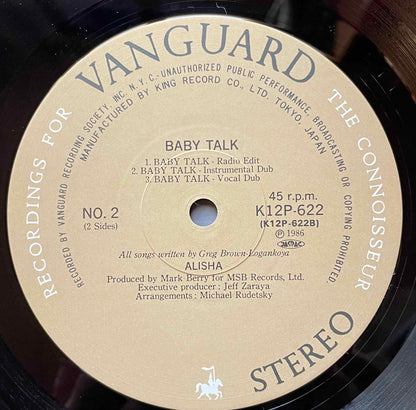 RECORDINGS FOR VANGUARD THE CONNOISSEUR
RECORDED BY VANGUARD RECORDING SOCIETY, INC. N.Y.C.-UNAUTHORIZED PUBLIC PERFORMANCE, BROADCASTING OR COPYING PROHIBITED.
MANUFACTURED BY KING RECORD CO., LTD. TOKYO, JAPAN
BABY TALK
1. BABY TALK - Radio Edit
2. BABY TALK - Instrumental Dub
3. BABY TALK - Vocal Dub
NO. 2
(2 Sides)
45 r.p.m.
K12P-622
(K12P-622B)
Ⓟ 1986
All songs written by Greg Brown-Logankoya
ALISHA
Produced by Mark Berry for MSB Records, Ltd.
Executive producer : Jeff Zaraya
Arrangements : Michael Rudetsky
STEREO